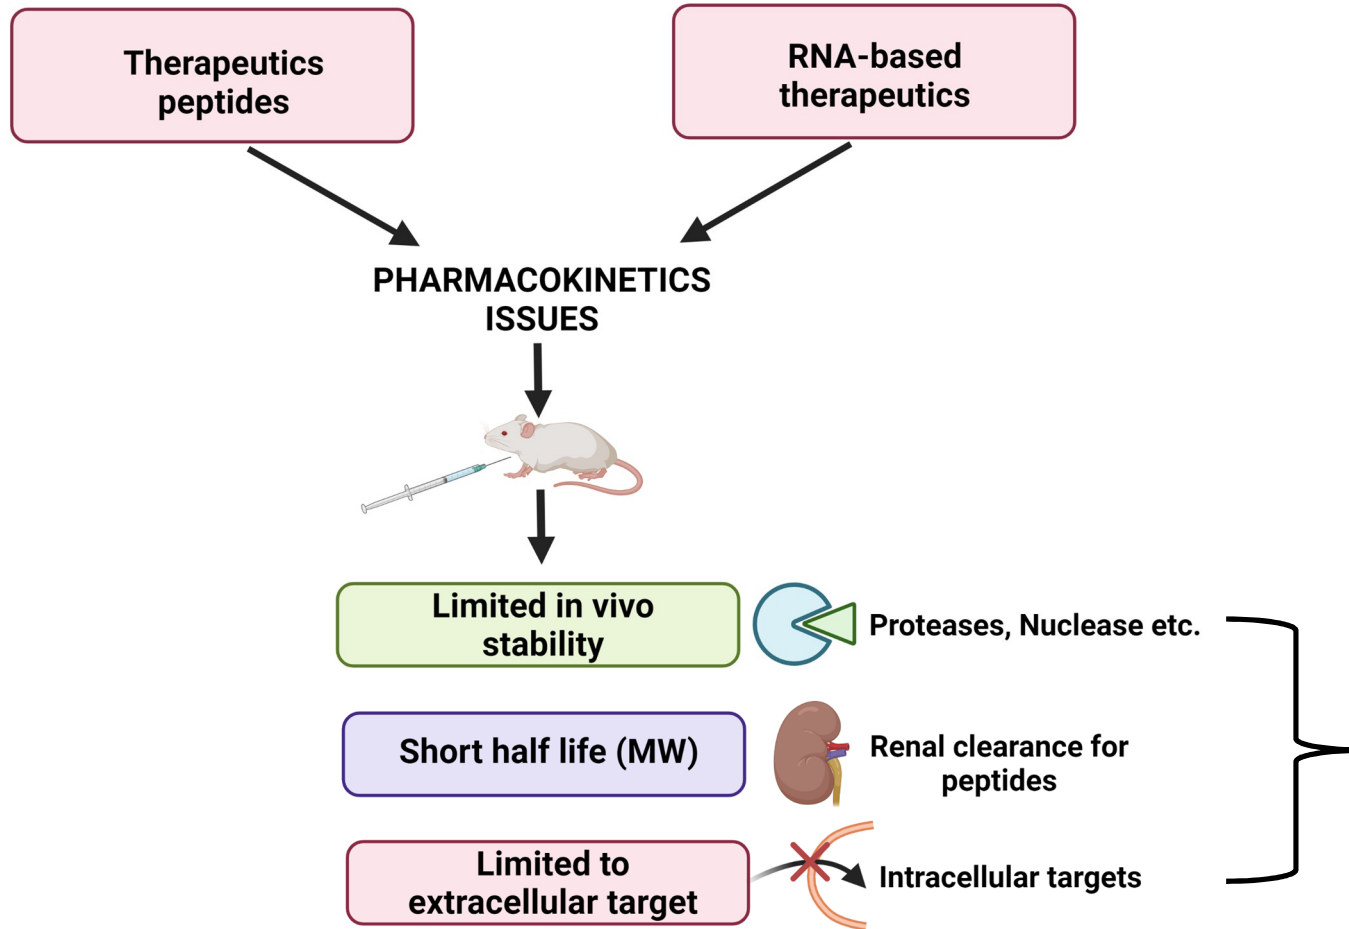 Therapeutics
peptides
RNA-based
therapeutics
PHARMACOKINETICS
ISSUES
Limited in vivo
stability
Proteases, Nuclease etc.
Short half life (MW)
Renal clearance for
peptides
Limited to
extracellular target
Intracellular targets